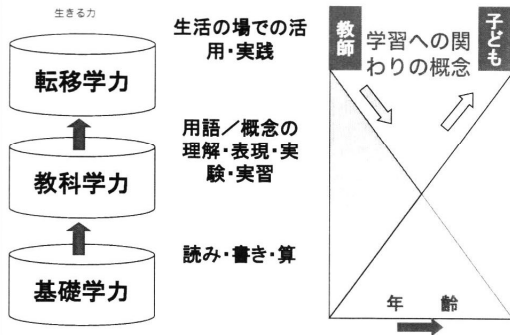 生きる力
転移学力
教科学力
基礎学力
生活の場での活
用・実践
用語／概念の
理解・表現・実
験・実習
読み・書き・算
教師
学習への関
わりの概念
子ども
年　齢